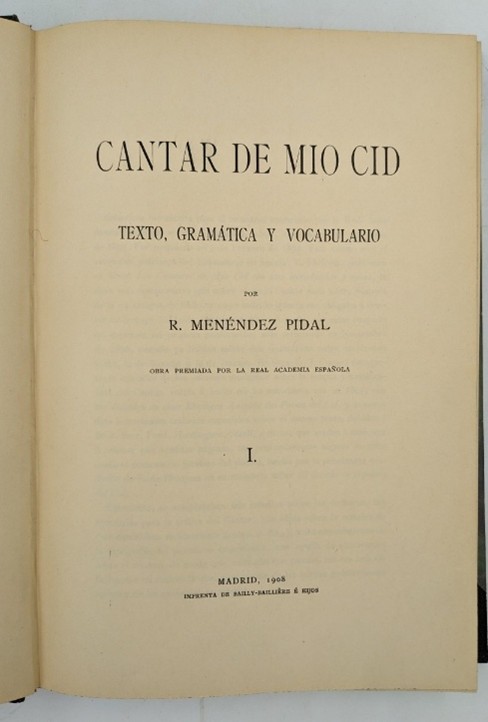 CANTAR DE MIO CID
TEXTO, GRAMÁTICA Y VOCABULARIO
POR
R. MENÉNDEZ PIDAL
OBRA PREMIADA POR LA REAL ACADEMIA ESPAÑOLA
I.
MADRID, 1908
IMPRENTA DE BAILLY-BAILLIÈRE É HIJOS